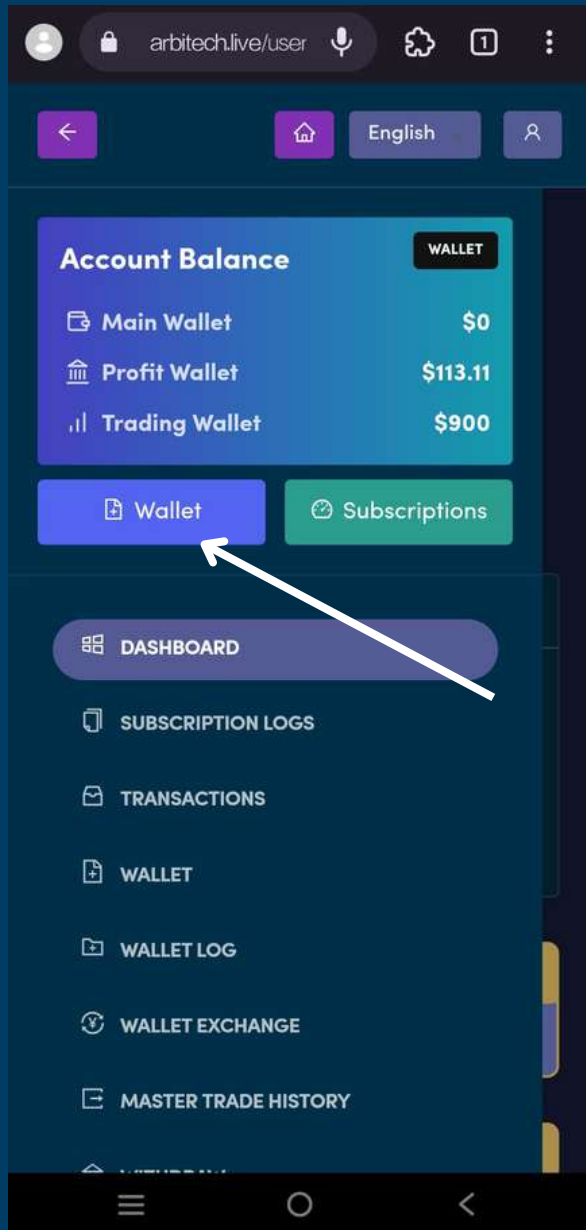 arbitech.live/user
1
English
Account Balance
WALLET
Main Wallet
$0
Profit Wallet
$113.11
Trading Wallet
$900
Wallet
Subscriptions
DASHBOARD
SUBSCRIPTION LOGS
TRANSACTIONS
WALLET
WALLET LOG
WALLET EXCHANGE
MASTER TRADE HISTORY